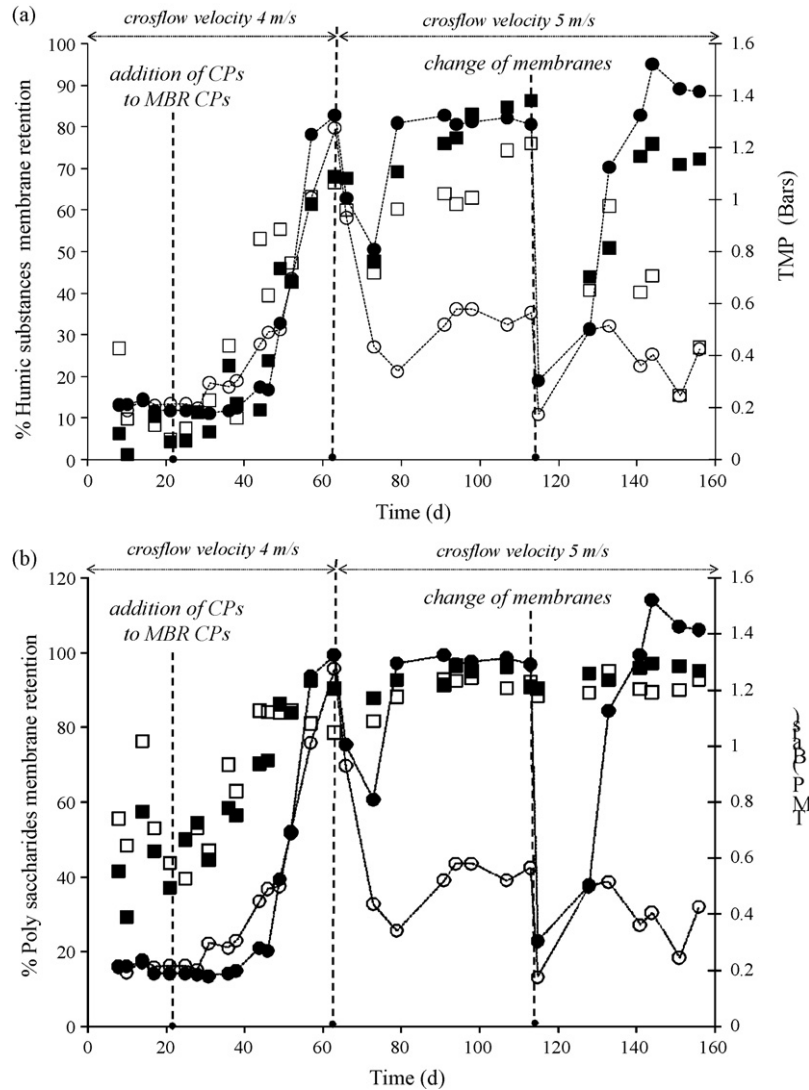 (a)
crosflow velocity 4 m/s
crosflow velocity 5 m/s
100
90
80
70
60
50
40
30
20
10
0
% Humic substances membrane retention
addition of CPs
to MBR CPs
change of membranes
1.6
1.4
1.2
1
0.8
0.6
0.4
0.2
0
TMP (Bars)
0 20 40 60 80 100 120 140 160
Time (d)
(b)
crosflow velocity 4 m/s
crosflow velocity 5 m/s
120
100
80
60
40
20
0
% Poly saccharides membrane retention
addition of CPs
to MBR CPs
change of membranes
1.6
1.4
1.2
1
0.8
0.6
0.4
0.2
0
TMP (Bars)
0 20 40 60 80 100 120 140 160
Time (d)